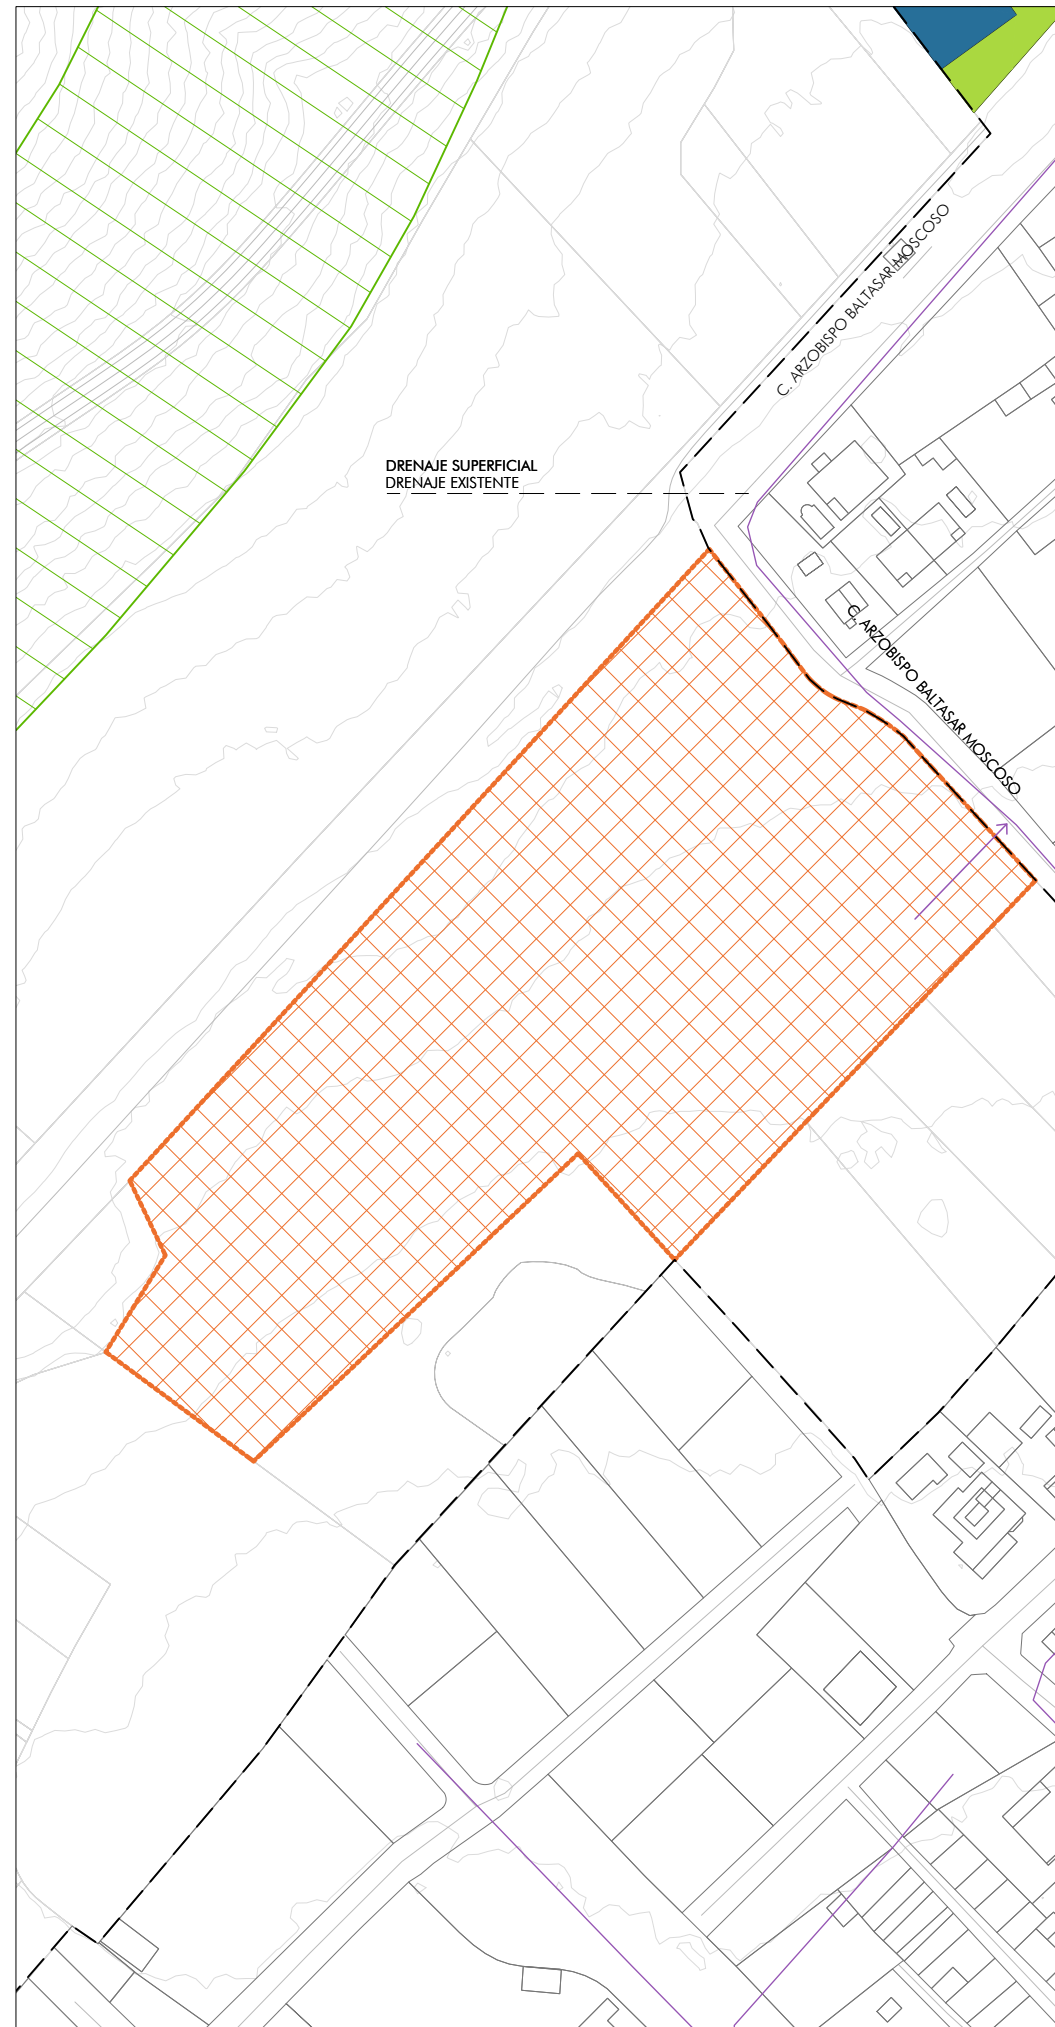 C. ARZOBISPO BALTASAR MOSCOSO
DRENAJE SUPERFICIAL
DRENAJE EXISTENTE
C. ARZOBISPO BALTASAR MOSCOSO